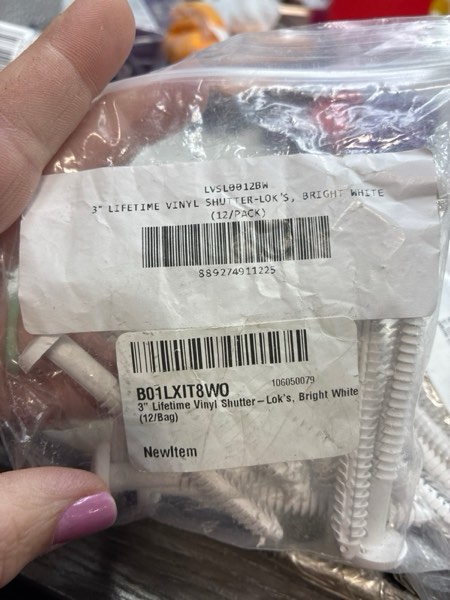 LVSL0012BW
3" LIFETIME VINYL SHUTTER-LOK'S, BRIGHT WHITE
(12/PACK)
889274911225
B01LXIT8WO
106050079
3" Lifetime Vinyl Shutter-Lok's, Bright White
(12/Bag)
NewItem